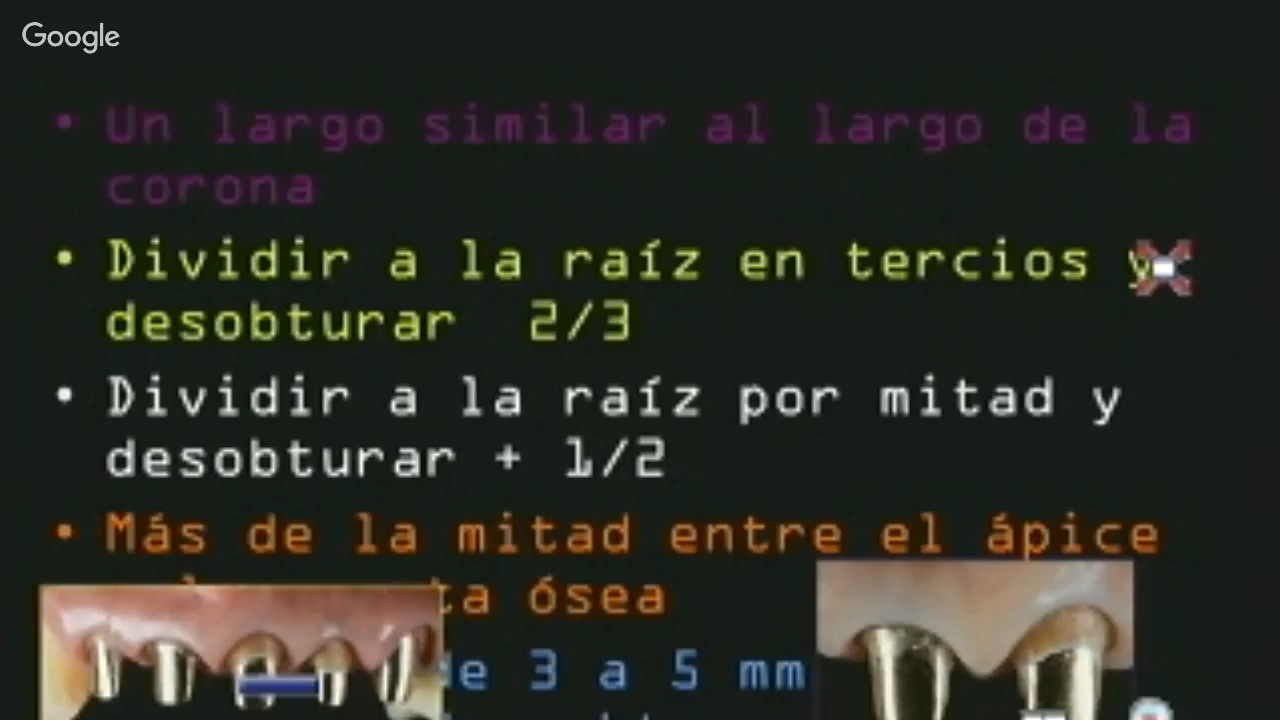 Google
• Un largo similar al largo de la
corona
• Dividir a la raíz en tercios y
desobturar 2/3
• Dividir a la raíz por mitad y
desobturar + 1/2
• Más de la mitad entre el ápice
ósea
de 3 a 5 mm